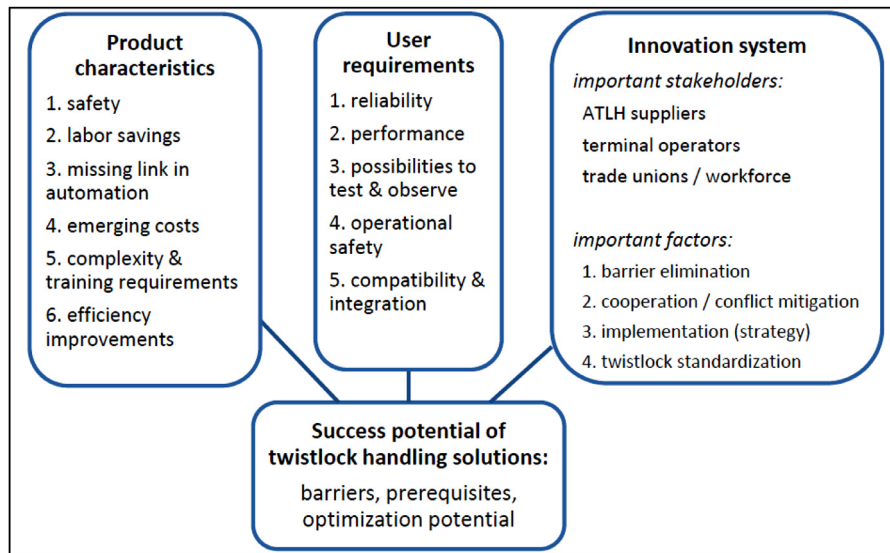 Product
characteristics
1. safety
2. labor savings
3. missing link in
automation
4. emerging costs
5. complexity &
training requirements
6. efficiency
improvements
User
requirements
1. reliability
2. performance
3. possibilities to
test & observe
4. operational
safety
5. compatibility &
integration
Innovation system
important stakeholders:
ATLH suppliers
terminal operators
trade unions / workforce
important factors:
1. barrier elimination
2. cooperation / conflict mitigation
3. implementation (strategy)
4. twistlock standardization
Success potential of
twistlock handling solutions:
barriers, prerequisites,
optimization potential